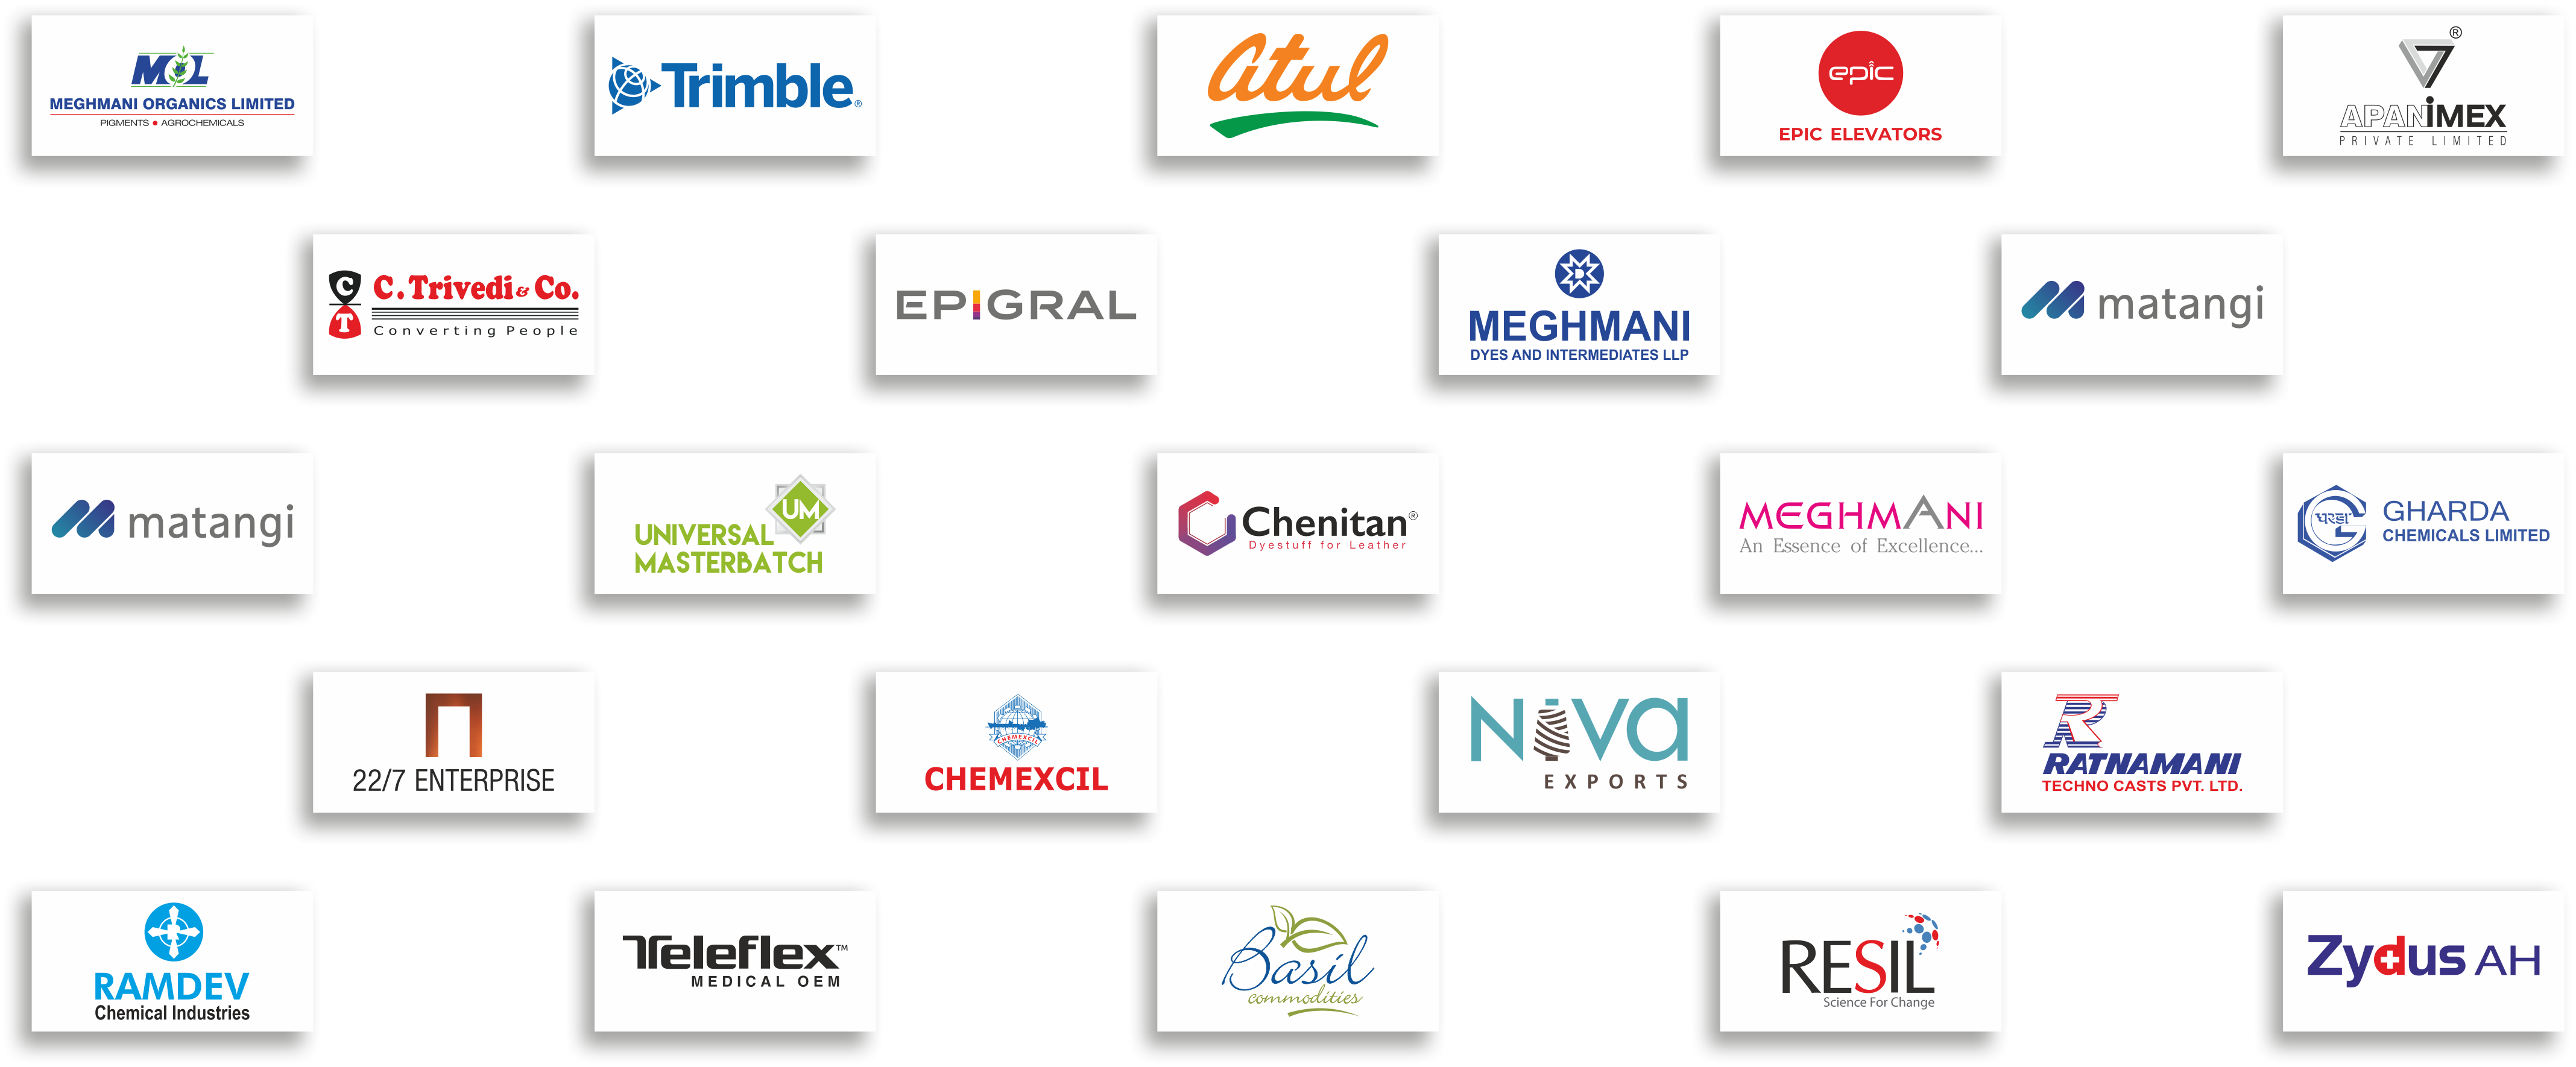 MOL
MEGHMANI ORGANICS LIMITED
PIGMENTS • AGROCHEMICALS
Trimble®
atul
epic
EPIC ELEVATORS
®
APANIMEX
PRIVATE LIMITED
C
T
C. Trivedi & Co.
Converting People
EPIGRAL
MEGHMANI
DYES AND INTERMEDIATES LLP
matangi
matangi
UM
UNIVERSAL
MASTERBATCH
Chenitan®
Dyestuff for Leather
MEGHMANI
An Essence of Excellence...
घरडा
GHARDA
CHEMICALS LIMITED
22/7 ENTERPRISE
CHEMEXCIL
CHEMEXCIL
Niva
EXPORTS
R
RATNAMANI
TECHNO CASTS PVT. LTD.
RAMDEV
Chemical Industries
Teleflex™
MEDICAL OEM
Basil
commodities
RESIL
Science For Change
Zydus AH